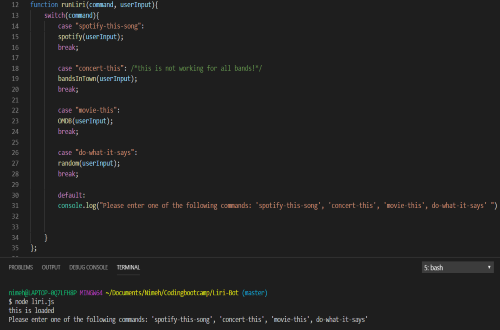 12 function runLiri(command, userInput){
13 switch(command){
14 case "spotify-this-song":
15 spotify(userInput);
16 break;
17
18 case "concert-this": /*this is not working for all bands!*/
19 bandsInTown(userInput);
20 break;
21
22 case "movie-this":
23 OMDB(userInput);
24 break;
25
26 case "do-what-it-says":
27 random(userInput);
28 break;
29
30 default:
31 console.log("Please enter one of the following commands: 'spotify-this-song', 'concert-this', 'movie-this', do-what-it-says' ")
32
33
34 }
35 };
PROBLEMS OUTPUT DEBUG CONSOLE TERMINAL 5: bash
nimeh@LAPTOP-0Q7LFH8P MINGW64 ~/Documents/Nimeh/Codingbootcamp/Liri-Bot (master)
$ node liri.js
this is loaded
Please enter one of the following commands: 'spotify-this-song', 'concert-this', 'movie-this', do-what-it-says'